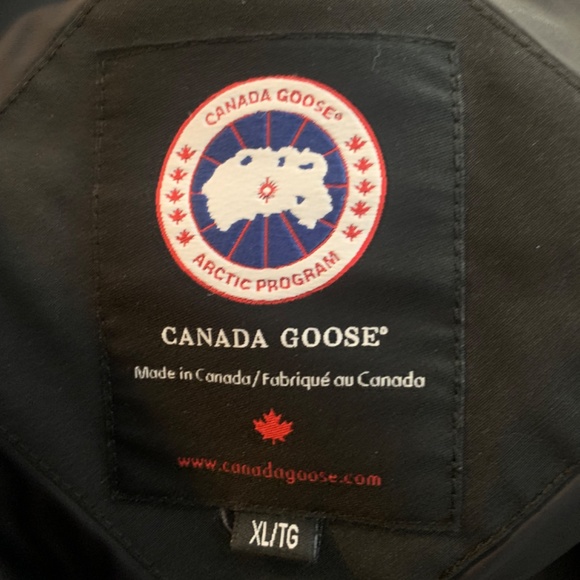 CANADA GOOSE®
ARCTIC PROGRAM
CANADA GOOSE®
Made in Canada/Fabriqué au Canada
www.canadagoose.com
XL/TG